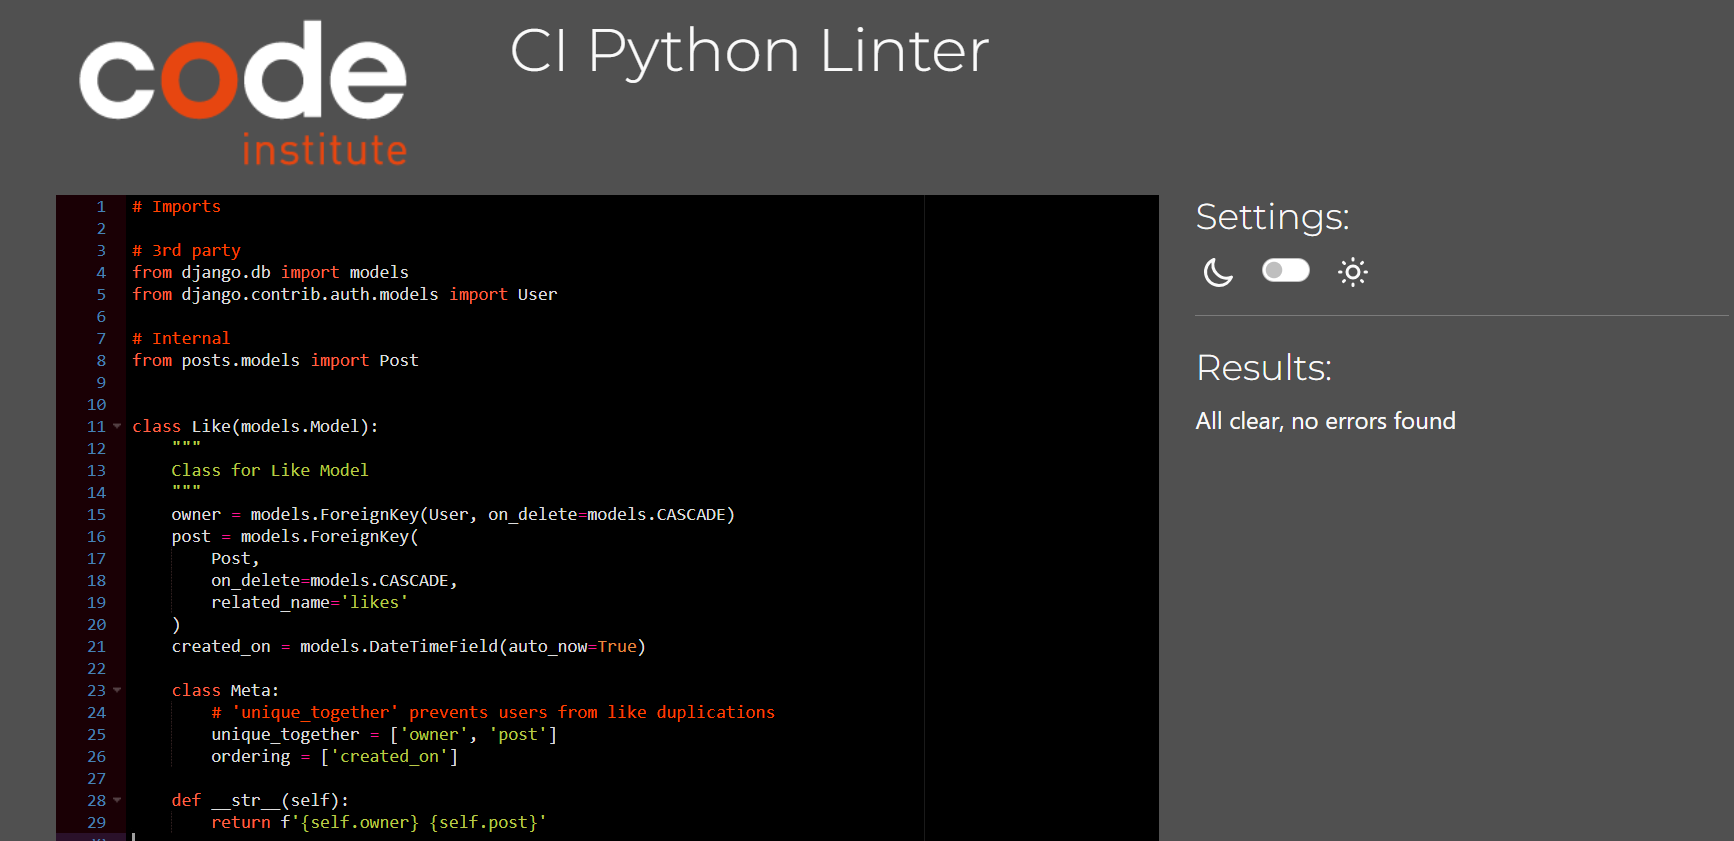 code
institute
CI Python Linter
1 # Imports
2
3 # 3rd party
4 from django.db import models
5 from django.contrib.auth.models import User
6
7 # Internal
8 from posts.models import Post
9
10
11 class Like(models.Model):
12     """
13     Class for Like Model
14     """
15     owner = models.ForeignKey(User, on_delete=models.CASCADE)
16     post = models.ForeignKey(
17         Post,
18         on_delete=models.CASCADE,
19         related_name='likes'
20     )
21     created_on = models.DateTimeField(auto_now=True)
22
23     class Meta:
24         # 'unique_together' prevents users from like duplications
25         unique_together = ['owner', 'post']
26         ordering = ['created_on']
27
28     def __str__(self):
29         return f'{self.owner} {self.post}'
Settings:
Results:
All clear, no errors found